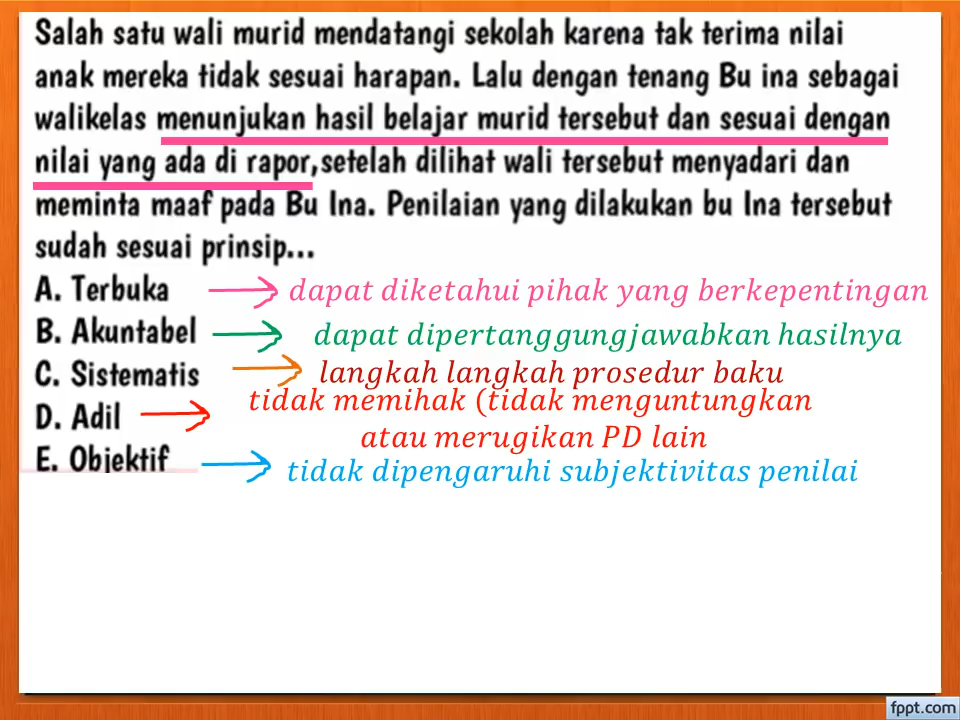 Salah satu wali murid mendatangi sekolah karena tak terima nilai
anak mereka tidak sesuai harapan. Lalu dengan tenang Bu ina sebagai
walikelas menunjukan hasil belajar murid tersebut dan sesuai dengan
nilai yang ada di rapor,setelah dilihat wali tersebut menyadari dan
meminta maaf pada Bu Ina. Penilaian yang dilakukan bu Ina tersebut
sudah sesuai prinsip...
A. Terbuka dapat diketahui pihak yang berkepentingan
B. Akuntabel dapat dipertanggungjawabkan hasilnya
C. Sistematis langkah langkah prosedur baku
D. Adil tidak memihak (tidak menguntungkan
atau merugikan PD lain
E. Objektif tidak dipengaruhi subjektivitas penilai
fppt.com